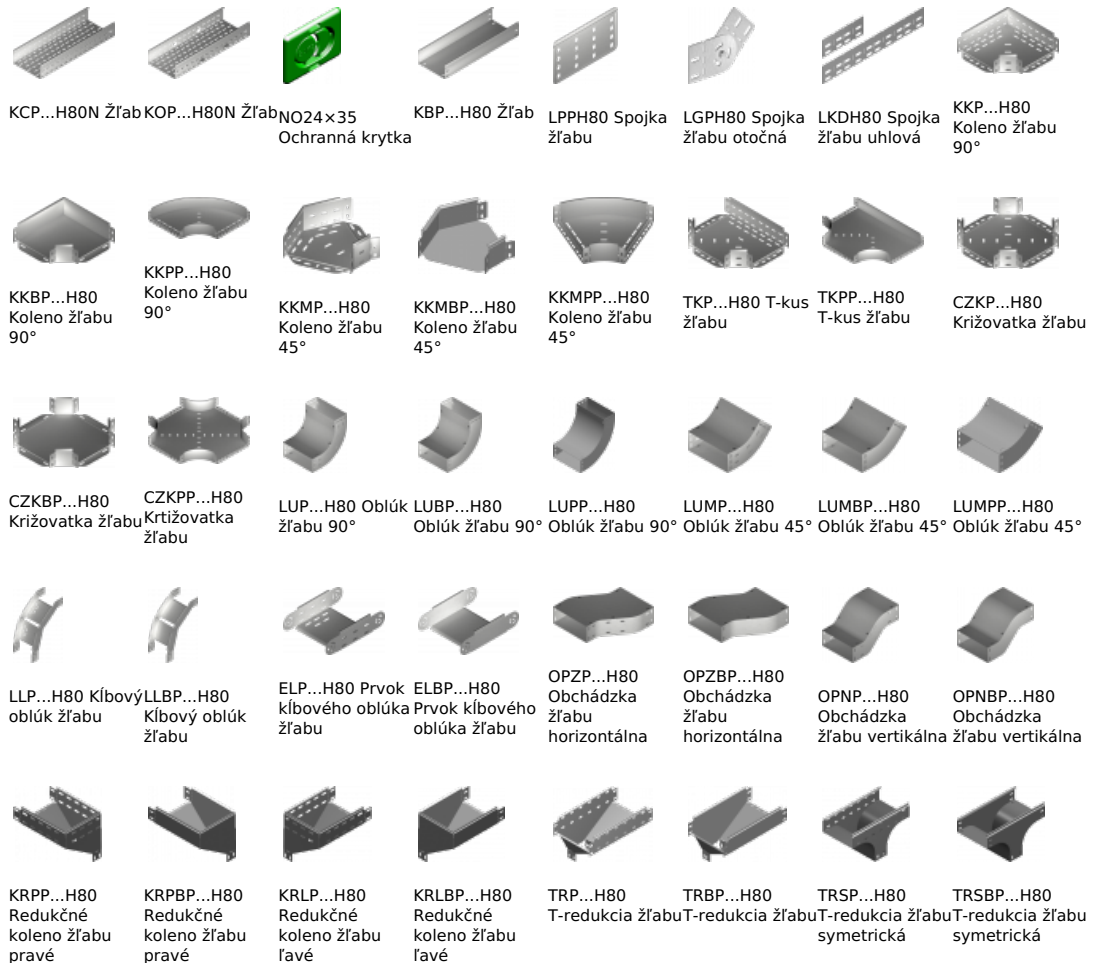 KCP...H80N Žľab
KOP...H80N Žľab
NO24×35
Ochranná krytka
KBP...H80 Žľab
LPPH80 Spojka
žľabu
LGPH80 Spojka
žľabu otočná
LKDH80 Spojka
žľabu uhlová
KKP...H80
Koleno žľabu
90°
KKBP...H80
Koleno žľabu
90°
KKPP...H80
Koleno žľabu
90°
KKMP...H80
Koleno žľabu
45°
KKMBP...H80
Koleno žľabu
45°
KKMPP...H80
Koleno žľabu
45°
TKP...H80 T-kus
žľabu
TKPP...H80
T-kus žľabu
CZKP...H80
Križovatka žľabu
CZKBP...H80
Križovatka žľabu
CZKPP...H80
Krtižovatka
žľabu
LUP...H80 Oblúk
žľabu 90°
LUBP...H80
Oblúk žľabu 90°
LUPP...H80
Oblúk žľabu 90°
LUMP...H80
Oblúk žľabu 45°
LUMBP...H80
Oblúk žľabu 45°
LUMPP...H80
Oblúk žľabu 45°
LLP...H80 Kĺbový
oblúk žľabu
LLBP...H80
Kĺbový oblúk
žľabu
ELP...H80 Prvok
kĺbového oblúka
žľabu
ELBP...H80
Prvok kĺbového
oblúka žľabu
OPZP...H80
Obchádzka
žľabu
horizontálna
OPZBP...H80
Obchádzka
žľabu
horizontálna
OPNP...H80
Obchádzka
žľabu vertikálna
OPNBP...H80
Obchádzka
žľabu vertikálna
KRPP...H80
Redukčné
koleno žľabu
pravé
KRPBP...H80
Redukčné
koleno žľabu
pravé
KRLP...H80
Redukčné
koleno žľabu
ľavé
KRLBP...H80
Redukčné
koleno žľabu
ľavé
TRP...H80
T-redukcia žľabu
TRBP...H80
T-redukcia žľabu
TRSP...H80
T-redukcia žľabu
symetrická
TRSBP...H80
T-redukcia žľabu
symetrická